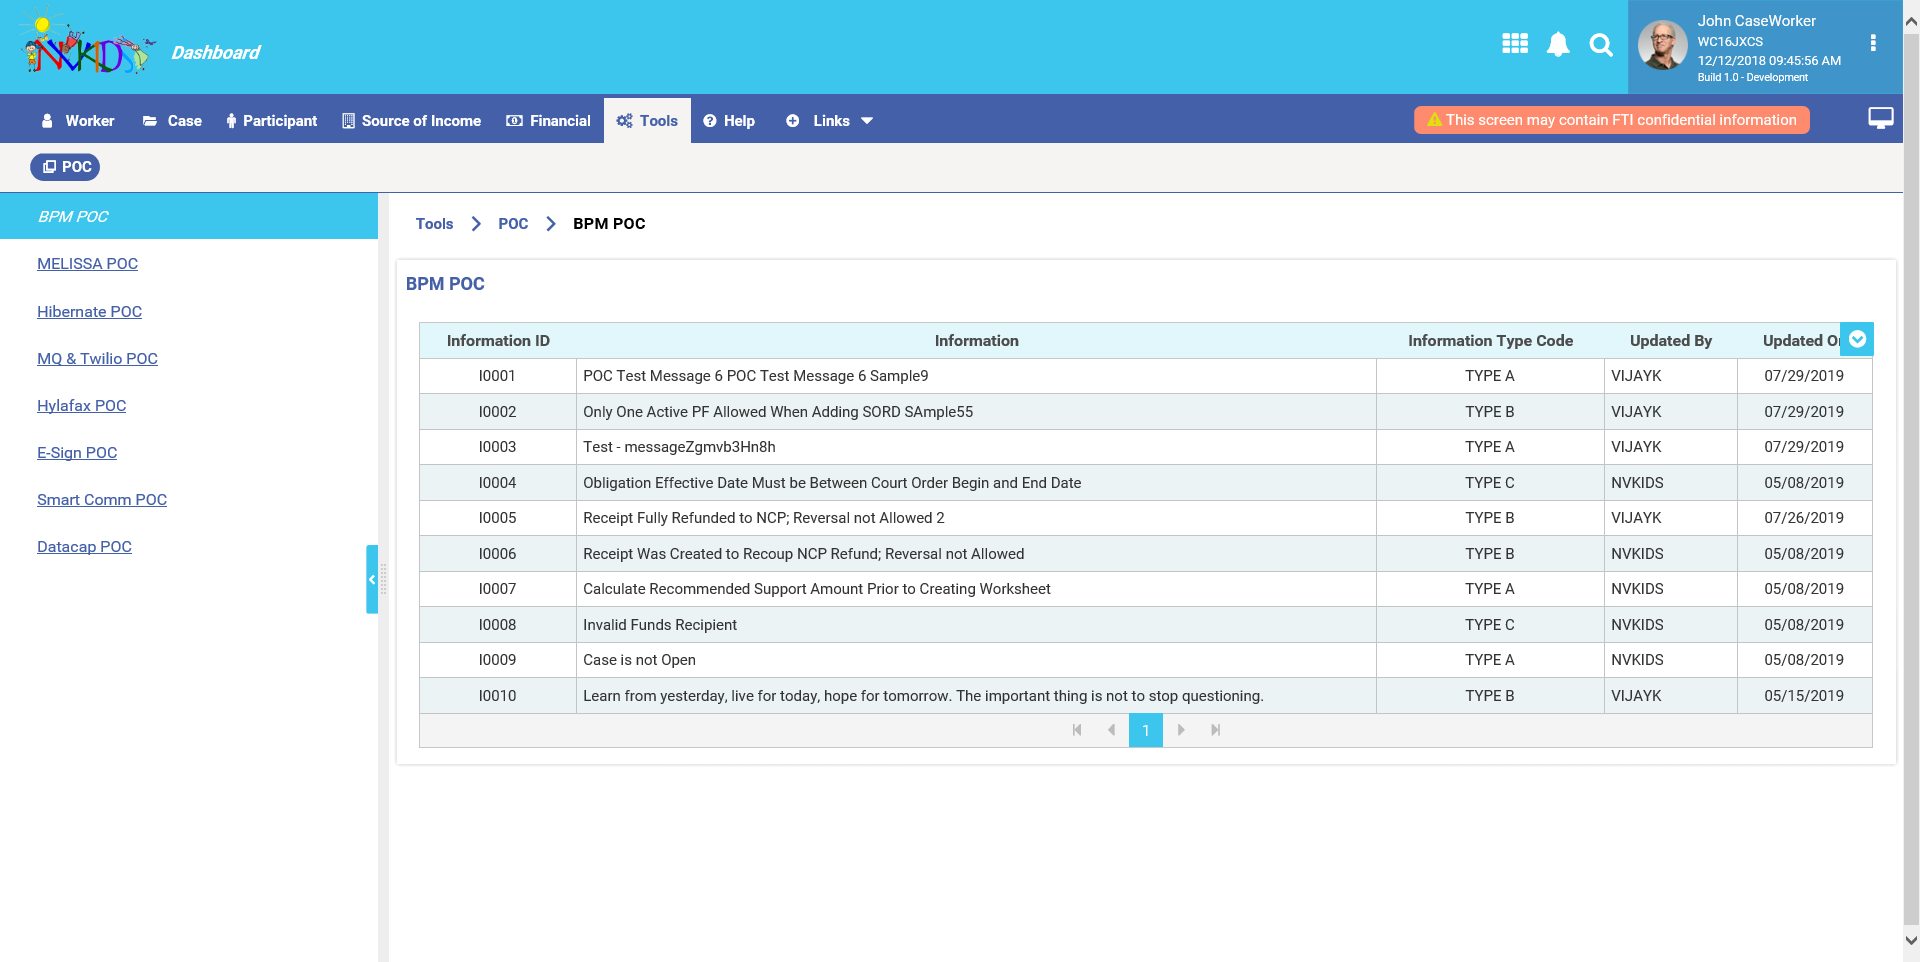 NVKIDS
Dashboard
John CaseWorker
WC16JXCS
12/12/2018 09:45:56 AM
Build 1.0 - Development
Worker Case Participant Source of Income Financial Tools Help Links This screen may contain FTI confidential information
POC
BPM POC
MELISSA POC
Hibernate POC
MQ & Twilio POC
Hylafax POC
E-Sign POC
Smart Comm POC
Datacap POC
Tools POC BPM POC
BPM POC
Information ID Information Information Type Code Updated By Updated
I0001 POC Test Message 6 POC Test Message 6 Sample9 TYPE A VIJAYK 07/29/2019
I0002 Only One Active PF Allowed When Adding SORD SAmple55 TYPE B VIJAYK 07/29/2019
I0003 Test - messageZgmvb3Hn8h TYPE A VIJAYK 07/29/2019
I0004 Obligation Effective Date Must be Between Court Order Begin and End Date TYPE C NVKIDS 05/08/2019
I0005 Receipt Fully Refunded to NCP; Reversal not Allowed 2 TYPE B VIJAYK 07/26/2019
I0006 Receipt Was Created to Recoup NCP Refund; Reversal not Allowed TYPE B NVKIDS 05/08/2019
I0007 Calculate Recommended Support Amount Prior to Creating Worksheet TYPE A NVKIDS 05/08/2019
I0008 Invalid Funds Recipient TYPE C NVKIDS 05/08/2019
I0009 Case is not Open TYPE A NVKIDS 05/08/2019
I0010 Learn from yesterday, live for today, hope for tomorrow. The important thing is not to stop questioning. TYPE B VIJAYK 05/15/2019
1